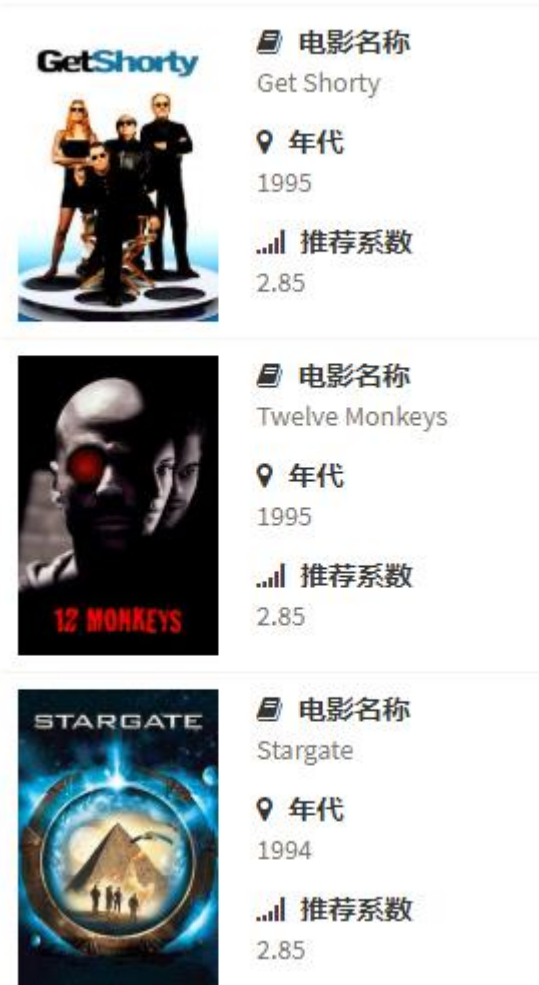 GetShorty
电影名称
Get Shorty
年代
1995
推荐系数
2.85
12 MONKEYS
电影名称
Twelve Monkeys
年代
1995
推荐系数
2.85
STARGATE
电影名称
Stargate
年代
1994
推荐系数
2.85